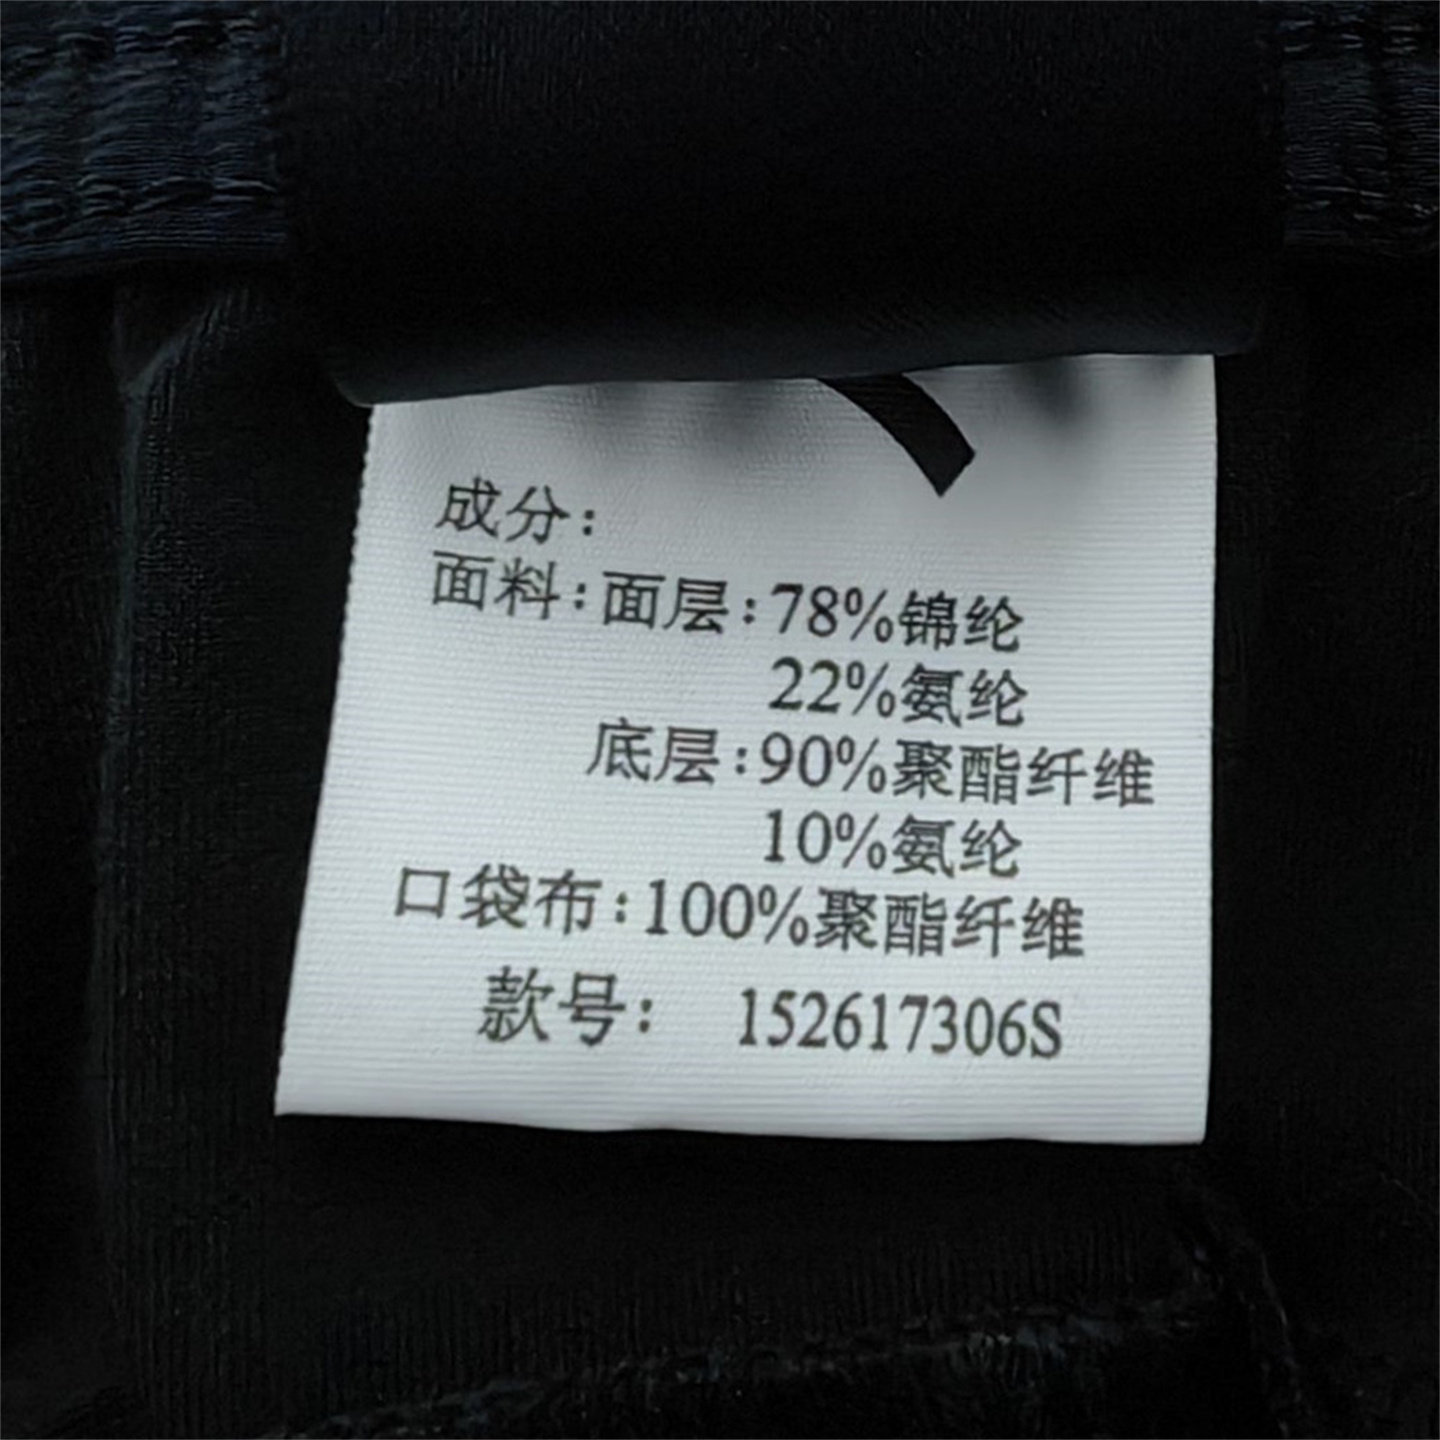 成分:
面料:面层:78%锦纶
22%氨纶
底层:90%聚酯纤维
10%氨纶
口袋布:100%聚酯纤维
款号: 152617306S